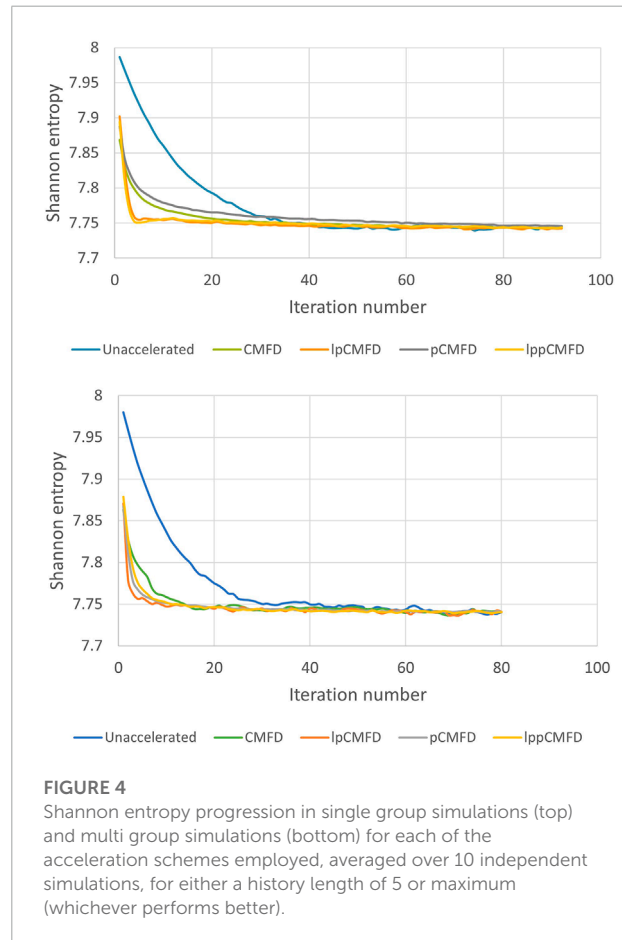 8
7.95
7.9
7.85
7.8
7.75
7.7
Shannon entropy
0 20 40 60 80 100
Iteration number
Unaccelerated CMFD lpCMFD pCMFD lppCMFD
8
7.95
7.9
7.85
7.8
7.75
7.7
Shannon entropy
0 20 40 60 80 100
Iteration number
Unaccelerated CMFD lpCMFD pCMFD lppCMFD
FIGURE 4
Shannon entropy progression in single group simulations (top)
and multi group simulations (bottom) for each of the
acceleration schemes employed, averaged over 10 independent
simulations, for either a history length of 5 or maximum
(whichever performs better).